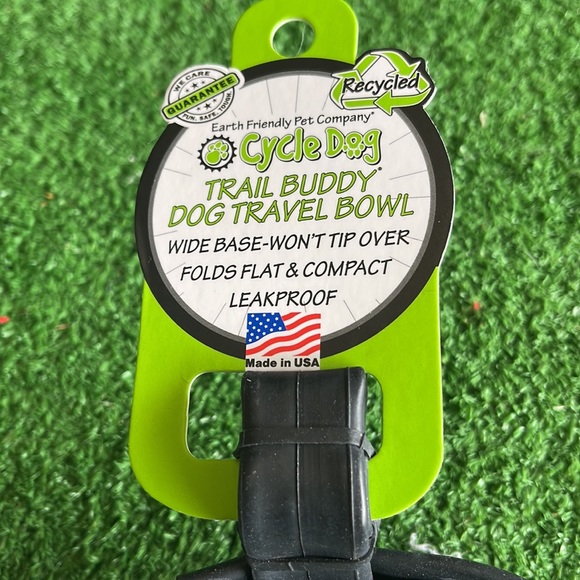 WE CARE
GUARANTEE
FUN. SAFE. TOUGH.
Recycled
Earth Friendly Pet Company®
Cycle Dog
TRAIL BUDDY®
DOG TRAVEL BOWL
WIDE BASE-WON'T TIP OVER
FOLDS FLAT & COMPACT
LEAKPROOF
Made in USA